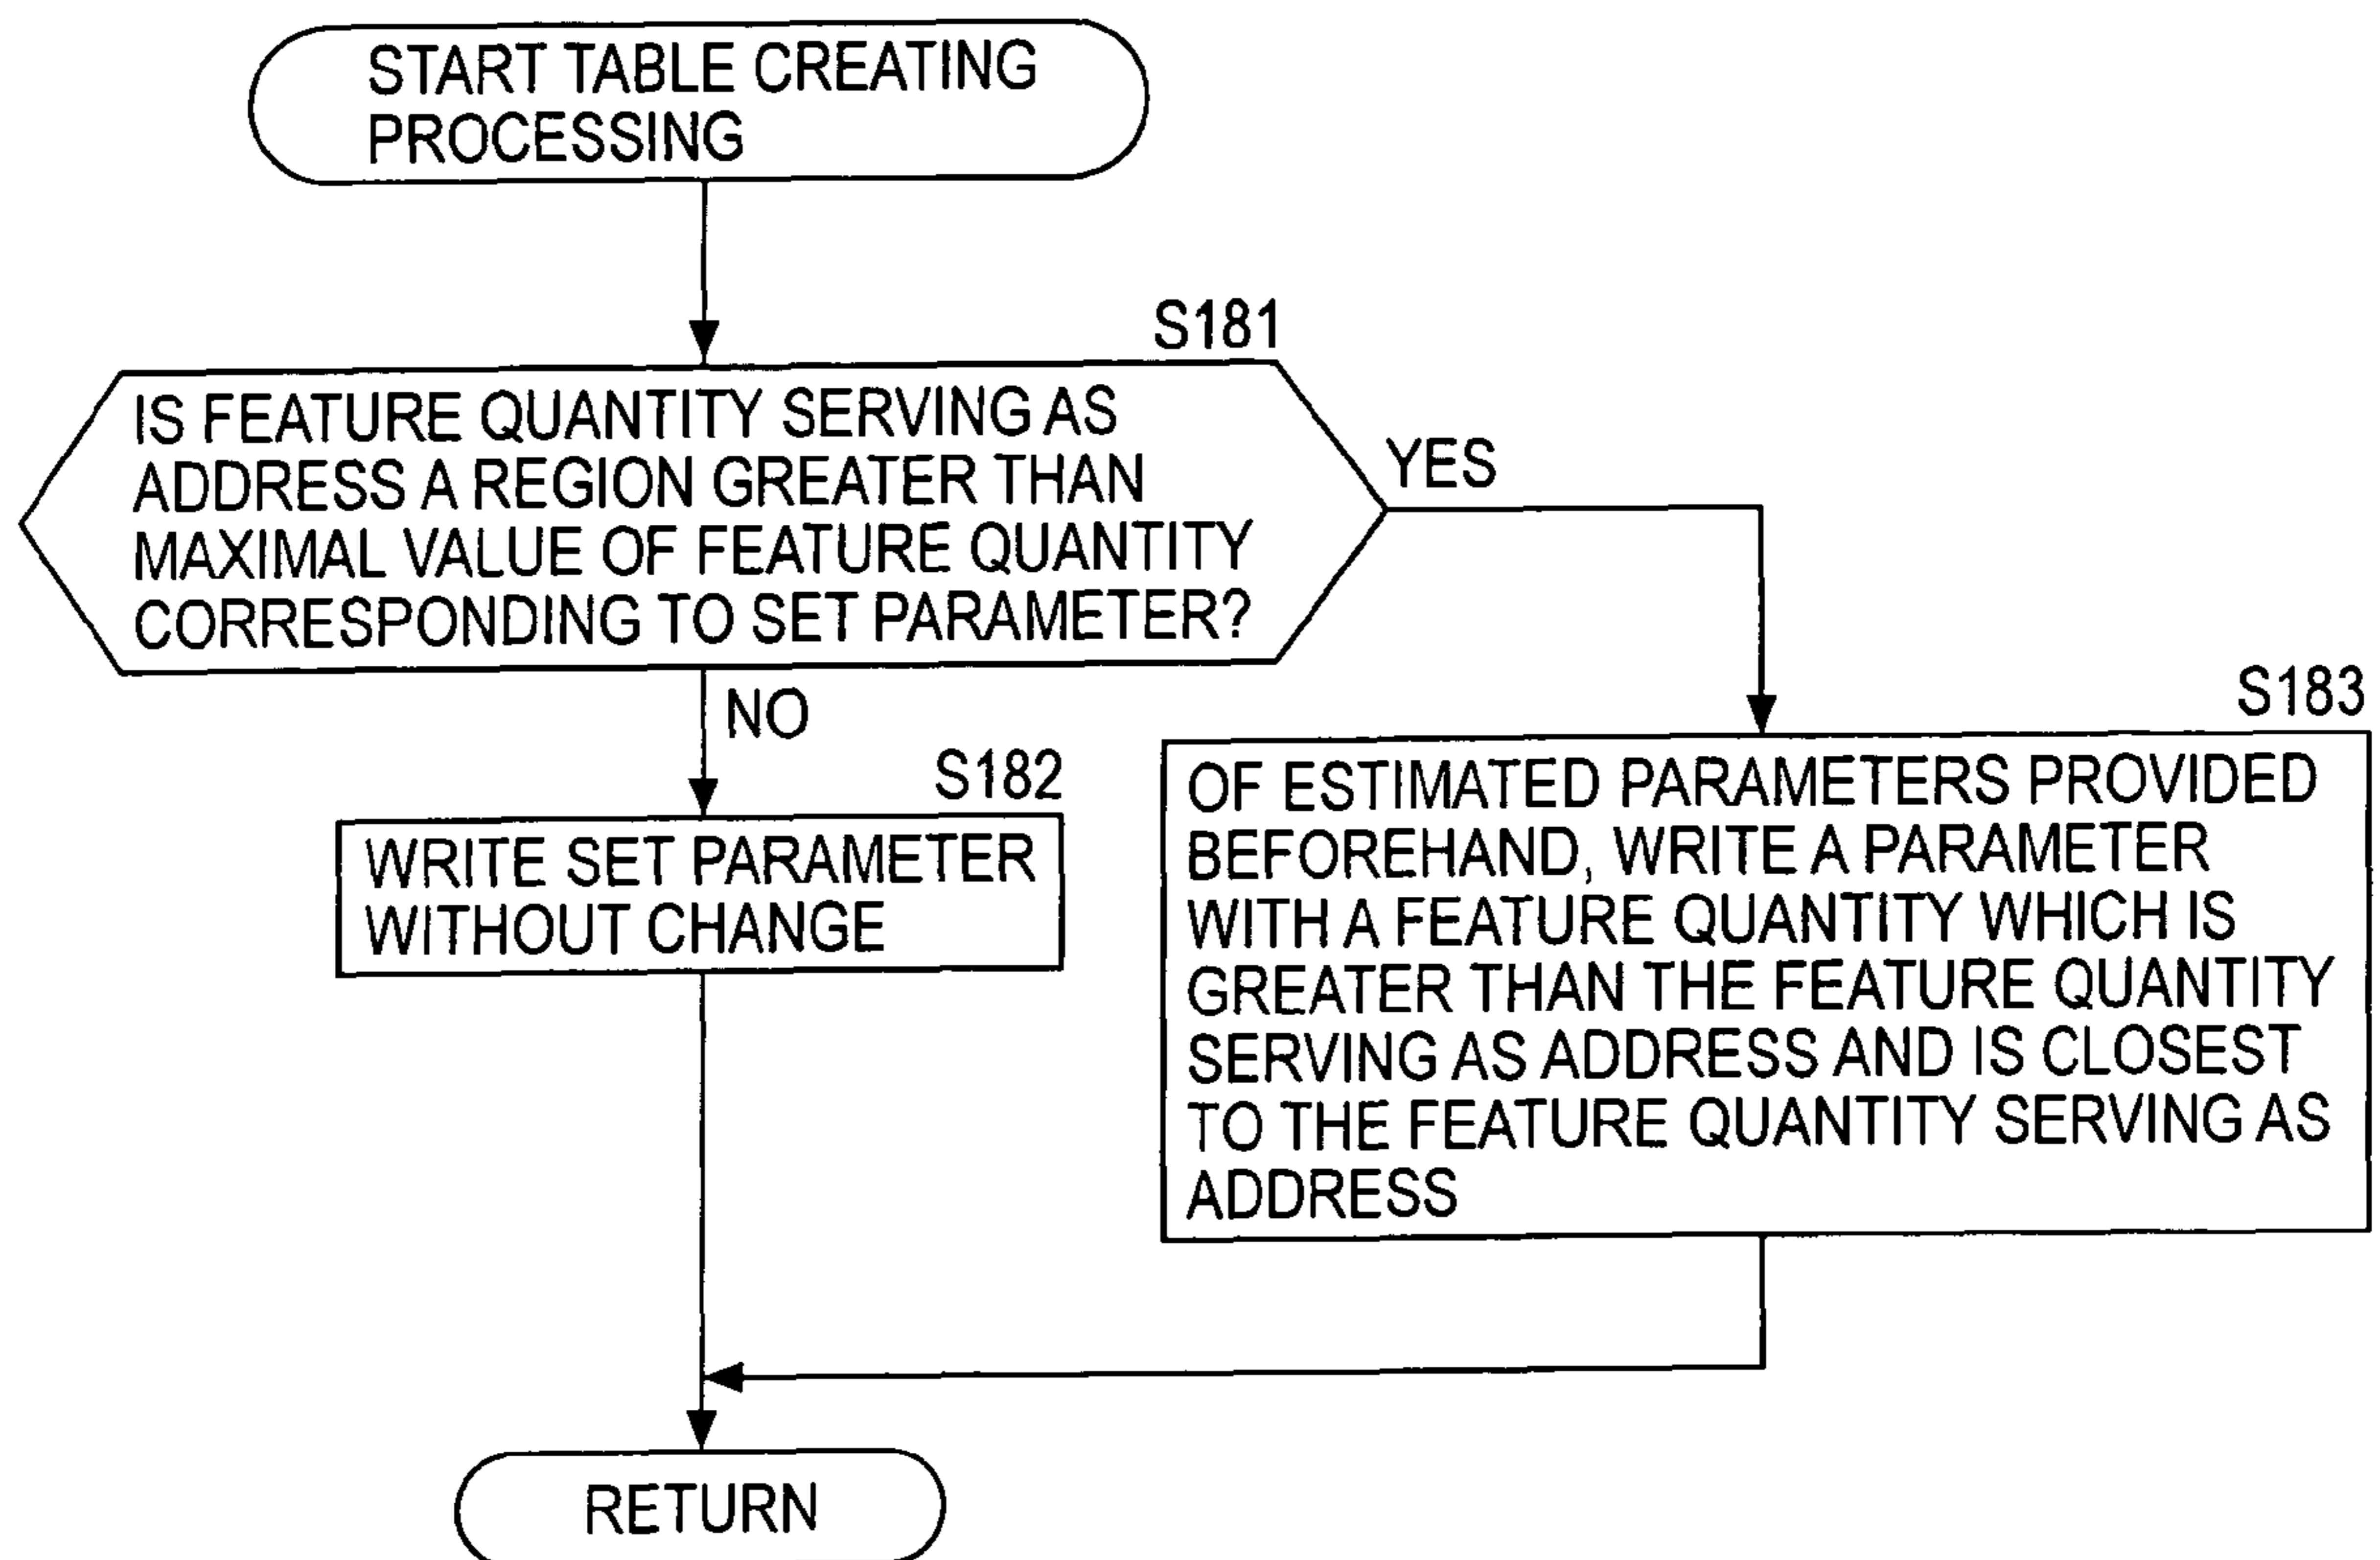 START TABLE CREATING
PROCESSING
S181
IS FEATURE QUANTITY SERVING AS
ADDRESS A REGION GREATER THAN
MAXIMAL VALUE OF FEATURE QUANTITY
CORRESPONDING TO SET PARAMETER?
YES
NO
S182
WRITE SET PARAMETER
WITHOUT CHANGE
S183
OF ESTIMATED PARAMETERS PROVIDED
BEFOREHAND, WRITE A PARAMETER
WITH A FEATURE QUANTITY WHICH IS
GREATER THAN THE FEATURE QUANTITY
SERVING AS ADDRESS AND IS CLOSEST
TO THE FEATURE QUANTITY SERVING AS
ADDRESS
RETURN